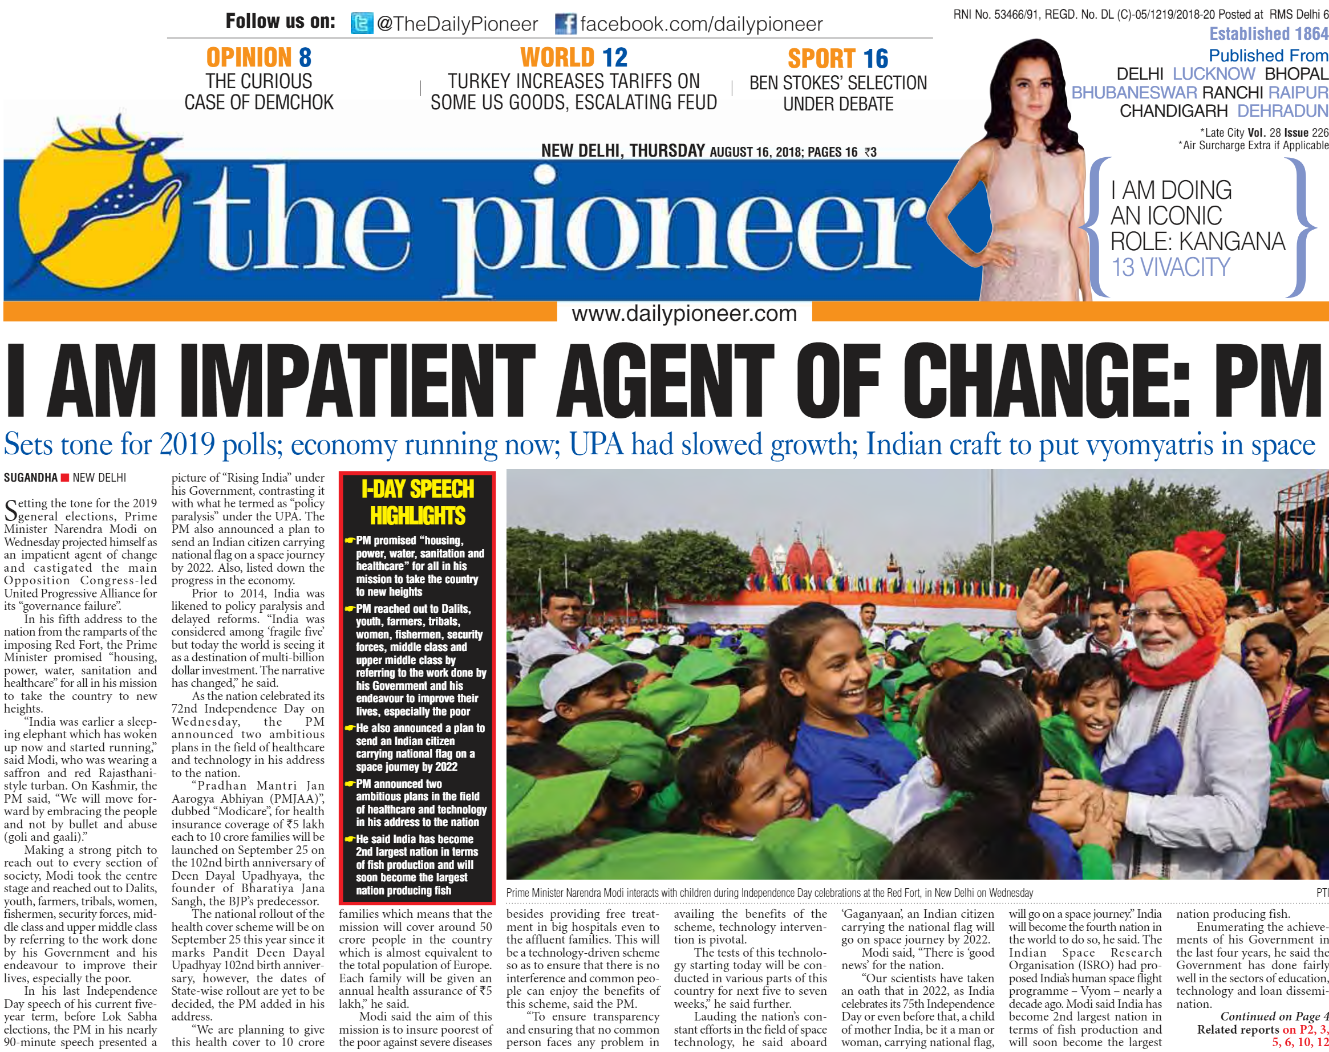 Follow us on: @TheDailyPioneer facebook.com/dailypioneer
RNI No. 53466/91, REGD. No. DL (C)-05/1219/2018-20 Posted at RMS Delhi 6
Established 1864
Published From
DELHI LUCKNOW BHOPAL
BHUBANESWAR RANCHI RAIPUR
CHANDIGARH DEHRADUN
*Late City Vol. 28 Issue 226
*Air Surcharge Extra if Applicable
OPINION 8
THE CURIOUS
CASE OF DEMCHOK
WORLD 12
TURKEY INCREASES TARIFFS ON
SOME US GOODS, ESCALATING FEUD
SPORT 16
BEN STOKES' SELECTION
UNDER DEBATE
NEW DELHI, THURSDAY AUGUST 16, 2018; PAGES 16 ₹3
the pioneer
I AM DOING
AN ICONIC
ROLE: KANGANA
13 VIVACITY
www.dailypioneer.com
I AM IMPATIENT AGENT OF CHANGE: PM
Sets tone for 2019 polls; economy running now; UPA had slowed growth; Indian craft to put vyomyatris in space
SUGANDHA ■ NEW DELHI
Setting the tone for the 2019
general elections, Prime
Minister Narendra Modi on
Wednesday projected himself as
an impatient agent of change
and castigated the main
Opposition Congress-led
United Progressive Alliance for
its "governance failure".
In his fifth address to the
nation from the ramparts of the
imposing Red Fort, the Prime
Minister promised "housing,
power, water, sanitation and
healthcare" for all in his mission
to take the country to new
heights.
"India was earlier a sleep-
ing elephant which has woken
up now and started running,"
said Modi, who was wearing a
saffron and red Rajasthani-
style turban. On Kashmir, the
PM said, "We will move for-
ward by embracing the people
and not by bullet and abuse
(goli and gaali)."
Making a strong pitch to
reach out to every section of
society, Modi took the centre
stage and reached out to Dalits,
youth, farmers, tribals, women,
fishermen, security forces, mid-
dle class and upper middle class
by referring to the work done
by his Government and his
endeavour to improve their
lives, especially the poor.
In his last Independence
Day speech of his current five-
year term, before Lok Sabha
elections, the PM in his nearly
90-minute speech presented a
picture of "Rising India" under
his Government, contrasting it
with what he termed as "policy
paralysis" under the UPA. The
PM also announced a plan to
send an Indian citizen carrying
national flag on a space journey
by 2022. Also, listed down the
progress in the economy.
Prior to 2014, India was
likened to policy paralysis and
delayed reforms. "India was
considered among 'fragile five'
but today the world is seeing it
as a destination of multi-billion
dollar investment. The narrative
has changed," he said.
As the nation celebrated its
72nd Independence Day on
Wednesday, the PM
announced two ambitious
plans in the field of healthcare
and technology in his address
to the nation.
"Pradhan Mantri Jan
Aarogya Abhiyan (PMJAA)",
dubbed "Modicare", for health
insurance coverage of ₹5 lakh
each to 10 crore families will be
launched on September 25 on
the 102nd birth anniversary of
Deen Dayal Upadhyaya, the
founder of Bharatiya Jana
Sangh, the BJP's predecessor.
The national rollout of the
health cover scheme will be on
September 25 this year since it
marks Pandit Deen Dayal
Upadhyay 102nd birth anniver-
sary, however, the dates of
State-wise rollout are yet to be
decided, the PM added in his
address.
"We are planning to give
this health cover to 10 crore
I-DAY SPEECH
HIGHLIGHTS
PM promised "housing,
power, water, sanitation and
healthcare" for all in his
mission to take the country
to new heights
PM reached out to Dalits,
youth, farmers, tribals,
women, fishermen, security
forces, middle class and
upper middle class by
referring to the work done by
his Government and his
endeavour to improve their
lives, especially the poor
He also announced a plan to
send an Indian citizen
carrying national flag on a
space journey by 2022
PM announced two
ambitious plans in the field
of healthcare and technology
in his address to the nation
He said India has become
2nd largest nation in terms
of fish production and will
soon become the largest
nation producing fish
Prime Minister Narendra Modi interacts with children during Independence Day celebrations at the Red Fort, in New Delhi on Wednesday PTI
families which means that the
mission will cover around 50
crore people in the country
which is almost equivalent to
the total population of Europe.
Each family will be given an
annual health assurance of ₹5
lakh," he said.
Modi said the aim of this
mission is to insure poorest of
the poor against severe diseases
besides providing free treat-
ment in big hospitals even to
the affluent families. This will
be a technology-driven scheme
so as to ensure that there is no
interference and common peo-
ple can enjoy the benefits of
this scheme, said the PM.
"To ensure transparency
and ensuring that no common
person faces any problem in
availing the benefits of the
scheme, technology interven-
tion is pivotal.
The tests of this technolo-
gy starting today will be con-
ducted in various parts of this
country for next five to seven
weeks," he said further.
Lauding the nation's con-
stant efforts in the field of space
technology, he said aboard
'Gaganyaan', an Indian citizen
carrying the national flag will
go on space journey by 2022.
Modi said, "There is 'good
news' for the nation.
"Our scientists have taken
an oath that in 2022, as India
celebrates its 75th Independence
Day or even before that, a child
of mother India, be it a man or
woman, carrying national flag,
will go on a space journey." India
will become the fourth nation in
the world to do so, he said. The
Indian Space Research
Organisation (ISRO) had pro-
posed India's human space flight
programme – Vyom – nearly a
decade ago. Modi said India has
become 2nd largest nation in
terms of fish production and
will soon become the largest
nation producing fish.
Enumerating the achieve-
ments of his Government in
the last four years, he said the
Government has done fairly
well in the sectors of education,
technology and loan dissemi-
nation.
Continued on Page 4
Related reports on P2, 3,
5, 6, 10, 12